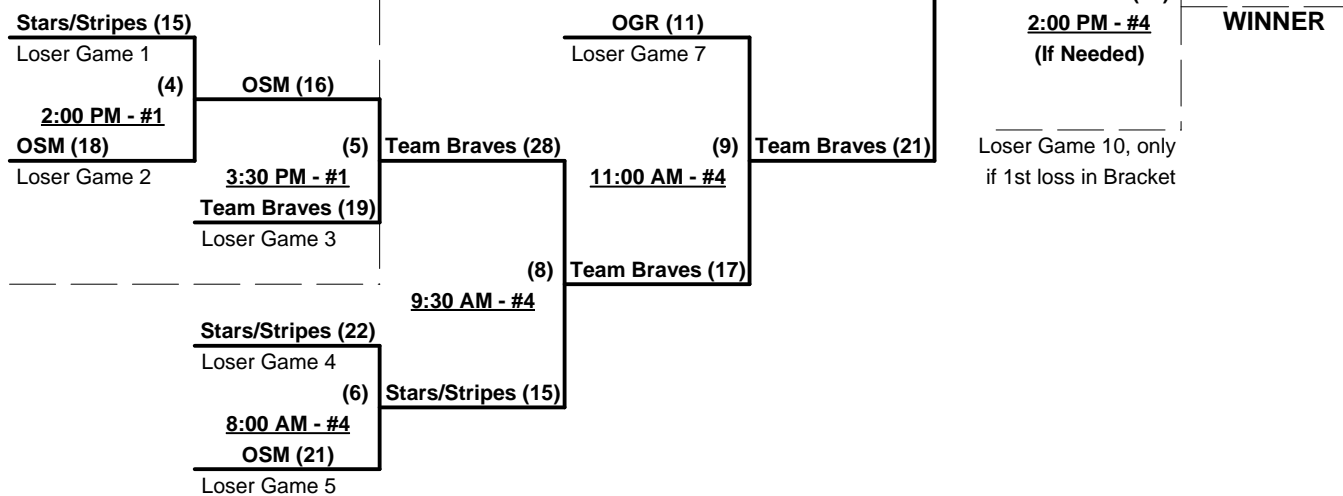 Stars/Stripes (15)
OGR (11)
2:00 PM - #4
WINNER
Loser Game 1
Loser Game 7
(If Needed)
(4)
OSM (16)
2:00 PM - #1
OSM (18)
(5)
Team Braves (28)
(9)
Team Braves (21)
Loser Game 10, only
Loser Game 2
3:30 PM - #1
11:00 AM - #4
if 1st loss in Bracket
Team Braves (19)
Loser Game 3
(8)
Team Braves (17)
9:30 AM - #4
Stars/Stripes (22)
Loser Game 4
(6)
Stars/Stripes (15)
8:00 AM - #4
OSM (21)
Loser Game 5